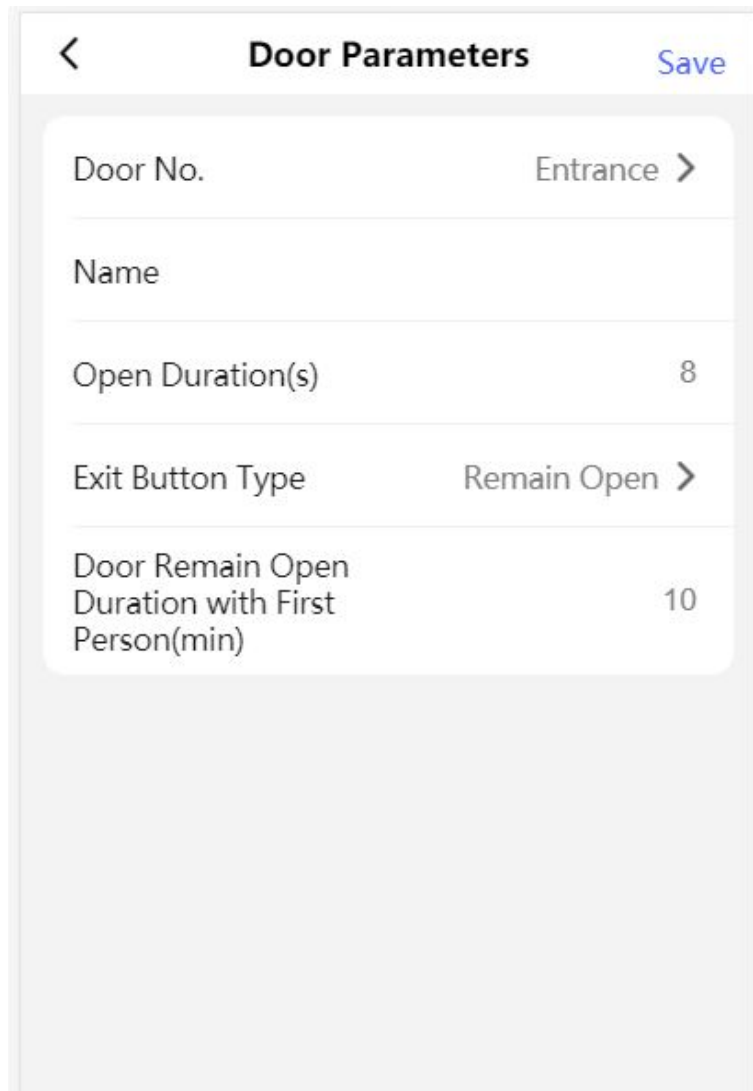 Door Parameters
Save
Door No.
Entrance
Name
Open Duration(s)
8
Exit Button Type
Remain Open
Door Remain Open
Duration with First
Person(min)
10